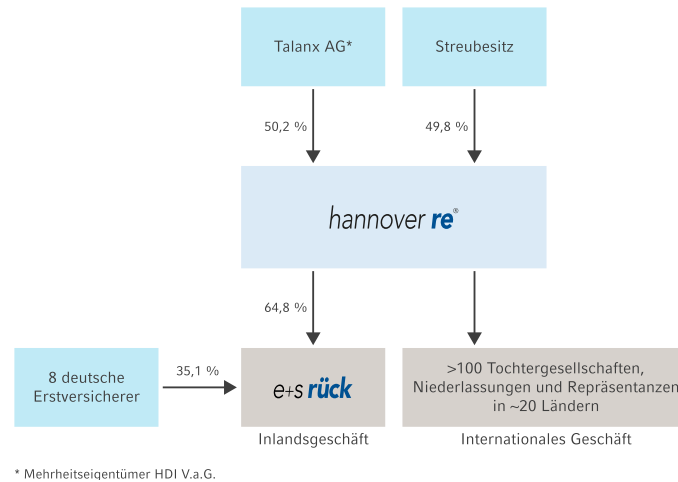 Talanx AG*
Streubesitz
50,2 %
49,8 %
hannover re®
64,8 %
8 deutsche
Erstversicherer
35,1 %
e+s rück
>100 Tochtergesellschaften,
Niederlassungen und Repräsentanzen
in ~20 Ländern
Inlandsgeschäft
Internationales Geschäft
* Mehrheitseigentümer HDI V.a.G.